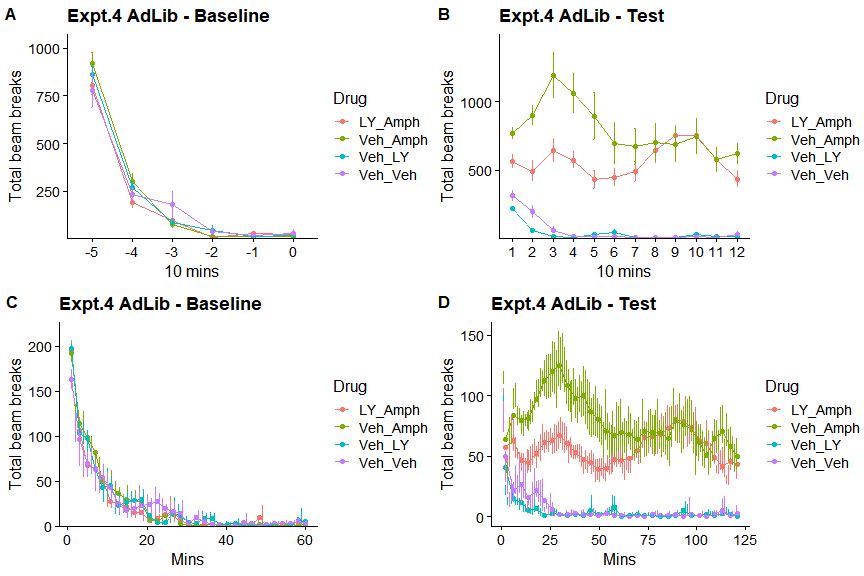 A
Expt.4 AdLib - Baseline
Total beam breaks
1000
750
500
250
-5
-4
-3
-2
-1
0
10 mins
Drug
LY_Amph
Veh_Amph
Veh_LY
Veh_Veh
B
Expt.4 AdLib - Test
Total beam breaks
1000
500
1
2
3
4
5
6
7
8
9
10
11
12
10 mins
Drug
LY_Amph
Veh_Amph
Veh_LY
Veh_Veh
C
Expt.4 AdLib - Baseline
Total beam breaks
200
150
100
50
0
0
20
40
60
Mins
Drug
LY_Amph
Veh_Amph
Veh_LY
Veh_Veh
D
Expt.4 AdLib - Test
Total beam breaks
150
100
50
0
0
25
50
75
100
125
Mins
Drug
LY_Amph
Veh_Amph
Veh_LY
Veh_Veh